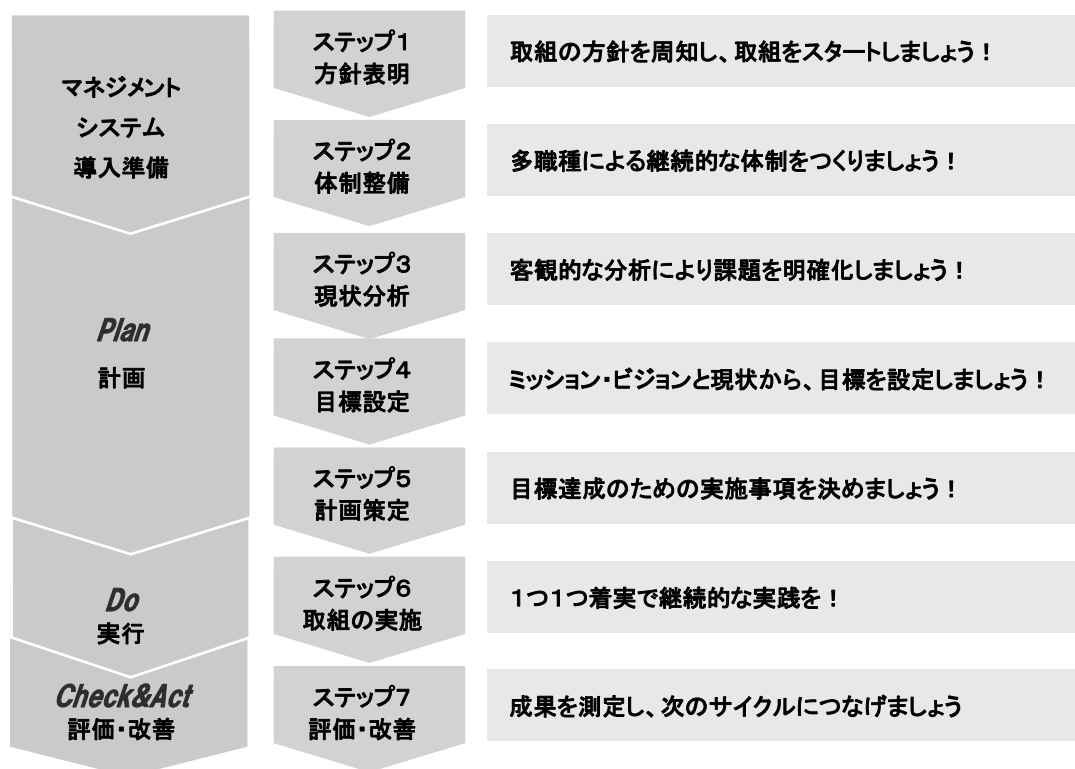 マネジメント
システム
導入準備
ステップ1
方針表明
取組の方針を周知し、取組をスタートしましょう！
ステップ2
体制整備
多職種による継続的な体制をつくりましょう！
Plan
計画
ステップ3
現状分析
客観的な分析により課題を明確化しましょう！
ステップ4
目標設定
ミッション・ビジョンと現状から、目標を設定しましょう！
ステップ5
計画策定
目標達成のための実施事項を決めましょう！
Do
実行
ステップ6
取組の実施
１つ１つ着実で継続的な実践を！
Check&Act
評価・改善
ステップ7
評価・改善
成果を測定し、次のサイクルにつなげましょう